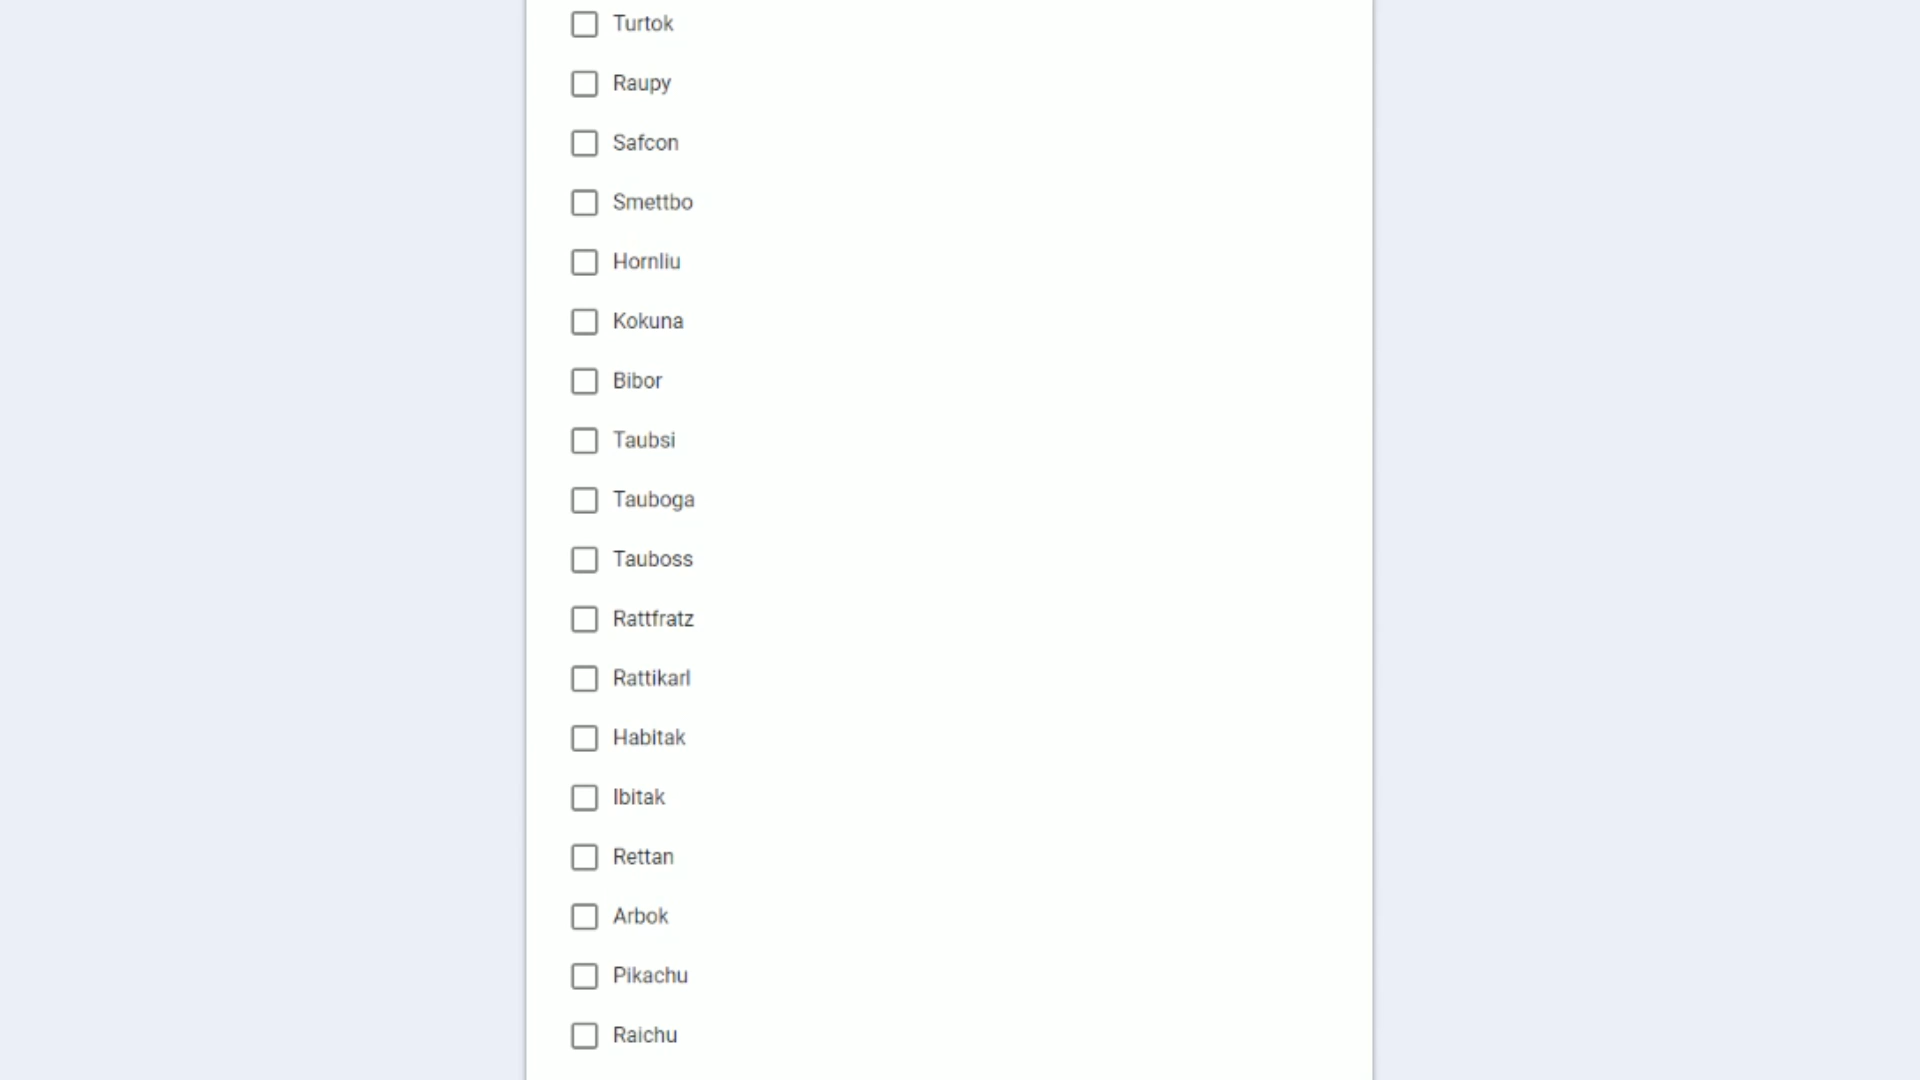 Turtok
Raupy
Safcon
Smettbo
Hornliu
Kokuna
Bibor
Taubsi
Tauboga
Tauboss
Rattfratz
Rattikarl
Habitak
Ibitak
Rettan
Arbok
Pikachu
Raichu